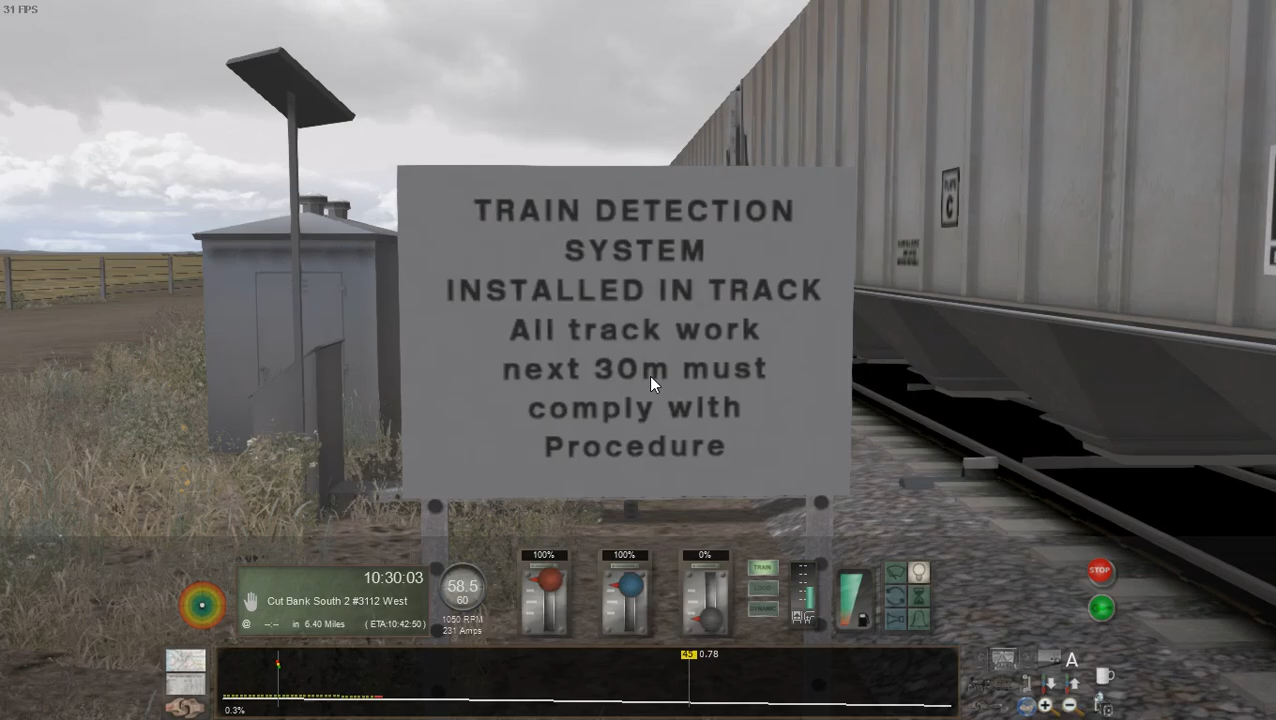 31 FPS
TRAIN DETECTION
SYSTEM
INSTALLED IN TRACK
All track work
next 30m must
comply with
Procedure
C
100%
100%
0%
10:30:03
Cut Bank South 2 #3112 West
@ --:-- in 6.40 Miles (ETA:10:42:50)
58.5
60
1050 RPM
231 Amps
TRAIN
DYNAMIC
STOP
45 0.78
A
0.3%